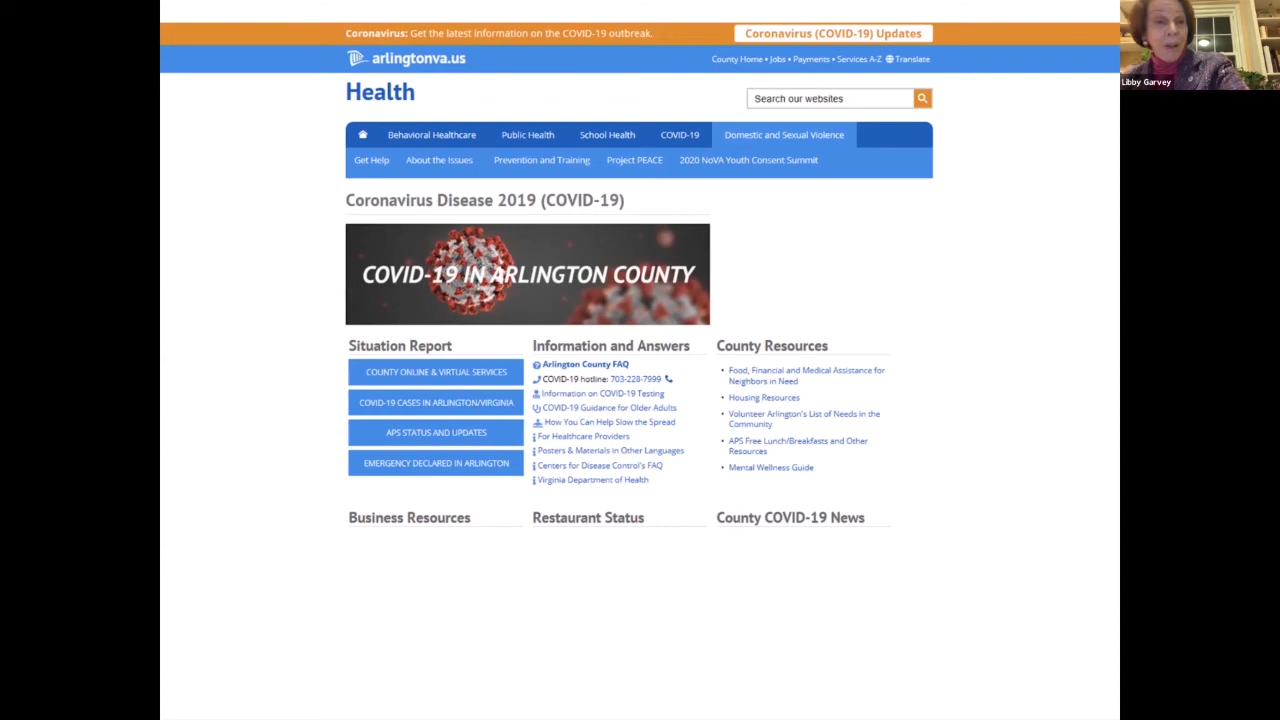 Coronavirus: Get the latest information on the COVID-19 outbreak.
Coronavirus (COVID-19) Updates
arlingtonva.us
County Home • Jobs • Payments • Services A-Z Translate
Libby Garvey
Health
Search our websites
Behavioral Healthcare Public Health School Health COVID-19 Domestic and Sexual Violence
Get Help About the Issues Prevention and Training Project PEACE 2020 NoVA Youth Consent Summit
Coronavirus Disease 2019 (COVID-19)
COVID-19 IN ARLINGTON COUNTY
Situation Report
COUNTY ONLINE & VIRTUAL SERVICES
COVID-19 CASES IN ARLINGTON/VIRGINIA
APS STATUS AND UPDATES
EMERGENCY DECLARED IN ARLINGTON
Information and Answers
Arlington County FAQ
COVID-19 hotline: 703-228-7999
Information on COVID-19 Testing
COVID-19 Guidance for Older Adults
How You Can Help Slow the Spread
For Healthcare Providers
Posters & Materials in Other Languages
Centers for Disease Control's FAQ
Virginia Department of Health
County Resources
• Food, Financial and Medical Assistance for
Neighbors in Need
• Housing Resources
• Volunteer Arlington's List of Needs in the
Community
• APS Free Lunch/Breakfasts and Other
Resources
• Mental Wellness Guide
Business Resources
Restaurant Status
County COVID-19 News